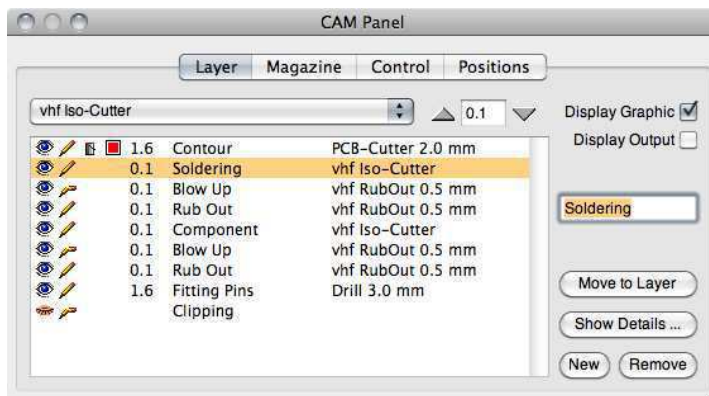 CAM Panel
Layer Magazine Control Positions
vhf Iso-Cutter 0.1 Display Graphic
Display Output
1.6 Contour PCB-Cutter 2.0 mm
0.1 Soldering vhf Iso-Cutter
0.1 Blow Up vhf RubOut 0.5 mm
0.1 Rub Out vhf RubOut 0.5 mm
0.1 Component vhf Iso-Cutter
0.1 Blow Up vhf RubOut 0.5 mm
0.1 Rub Out vhf RubOut 0.5 mm
1.6 Fitting Pins Drill 3.0 mm
Clipping
Soldering
Move to Layer
Show Details ...
New Remove